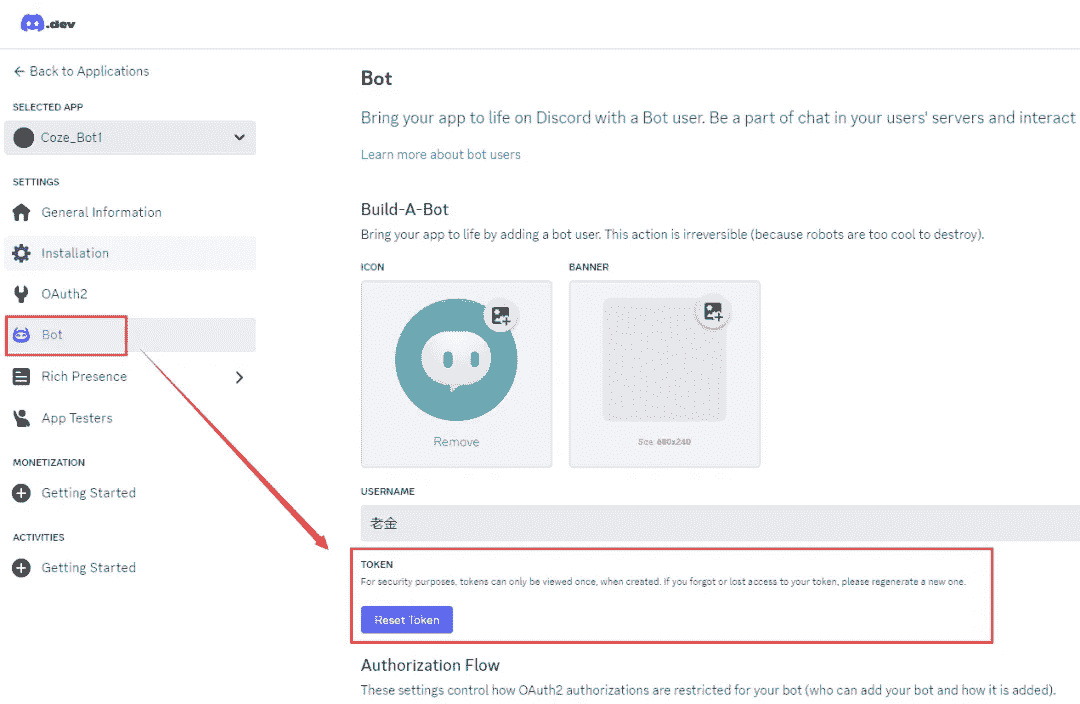 .dev
← Back to Applications
SELECTED APP
Coze_Bot1
SETTINGS
General Information
Installation
OAuth2
Bot
Rich Presence
App Testers
MONETIZATION
Getting Started
ACTIVITIES
Getting Started
Bot
Bring your app to life on Discord with a Bot user. Be a part of chat in your users' servers and interact
Learn more about bot users
Build-A-Bot
Bring your app to life by adding a bot user. This action is irreversible (because robots are too cool to destroy).
ICON
BANNER
Remove
Size 680x240
USERNAME
老金
TOKEN
For security purposes, tokens can only be viewed once, when created. If you forgot or lost access to your token, please regenerate a new one.
Reset Token
Authorization Flow
These settings control how OAuth2 authorizations are restricted for your bot (who can add your bot and how it is added).